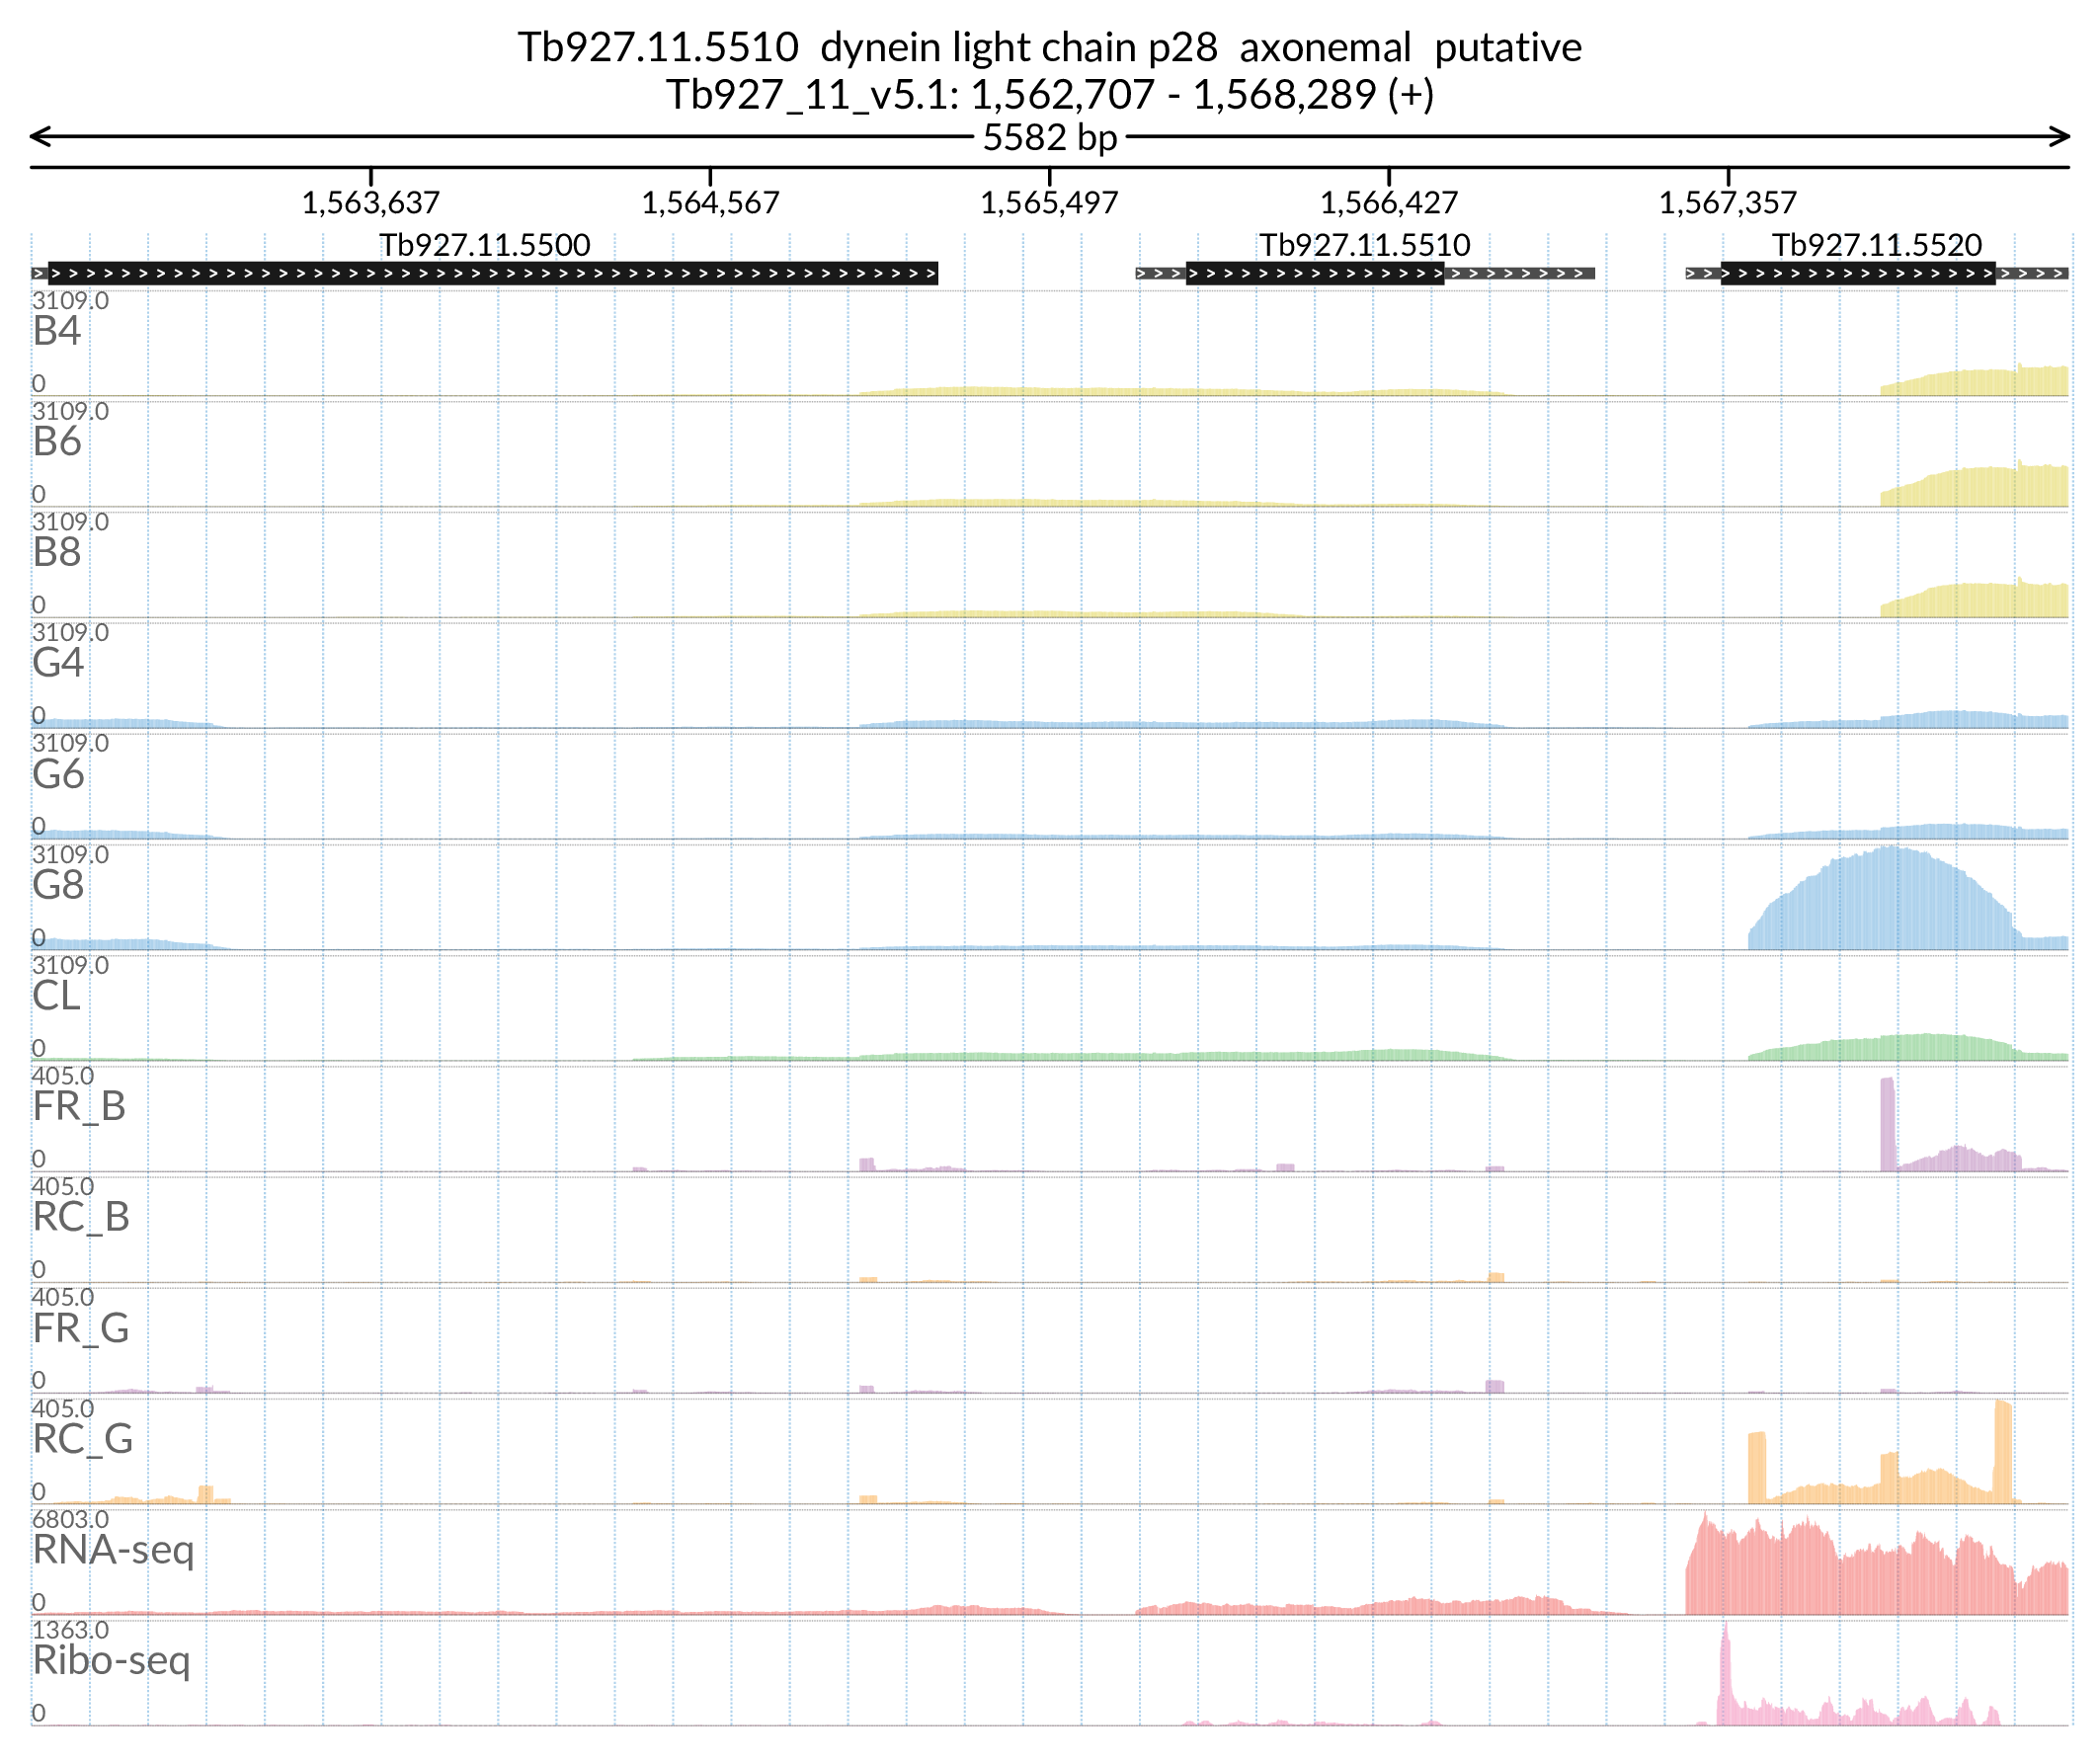 Tb927.11.5510  dynein light chain p28  axonemal  putative
Tb927_11_v5.1: 1,562,707 - 1,568,289 (+)
5582 bp
1,563,637 1,564,567 1,565,497 1,566,427 1,567,357
Tb927.11.5500 Tb927.11.5510 Tb927.11.5520
3109.0
B4
0
3109.0
B6
0
3109.0
B8
0
3109.0
G4
0
3109.0
G6
0
3109.0
G8
0
3109.0
CL
0
405.0
FR_B
0
405.0
RC_B
0
405.0
FR_G
0
405.0
RC_G
0
6803.0
RNA-seq
0
1363.0
Ribo-seq
0